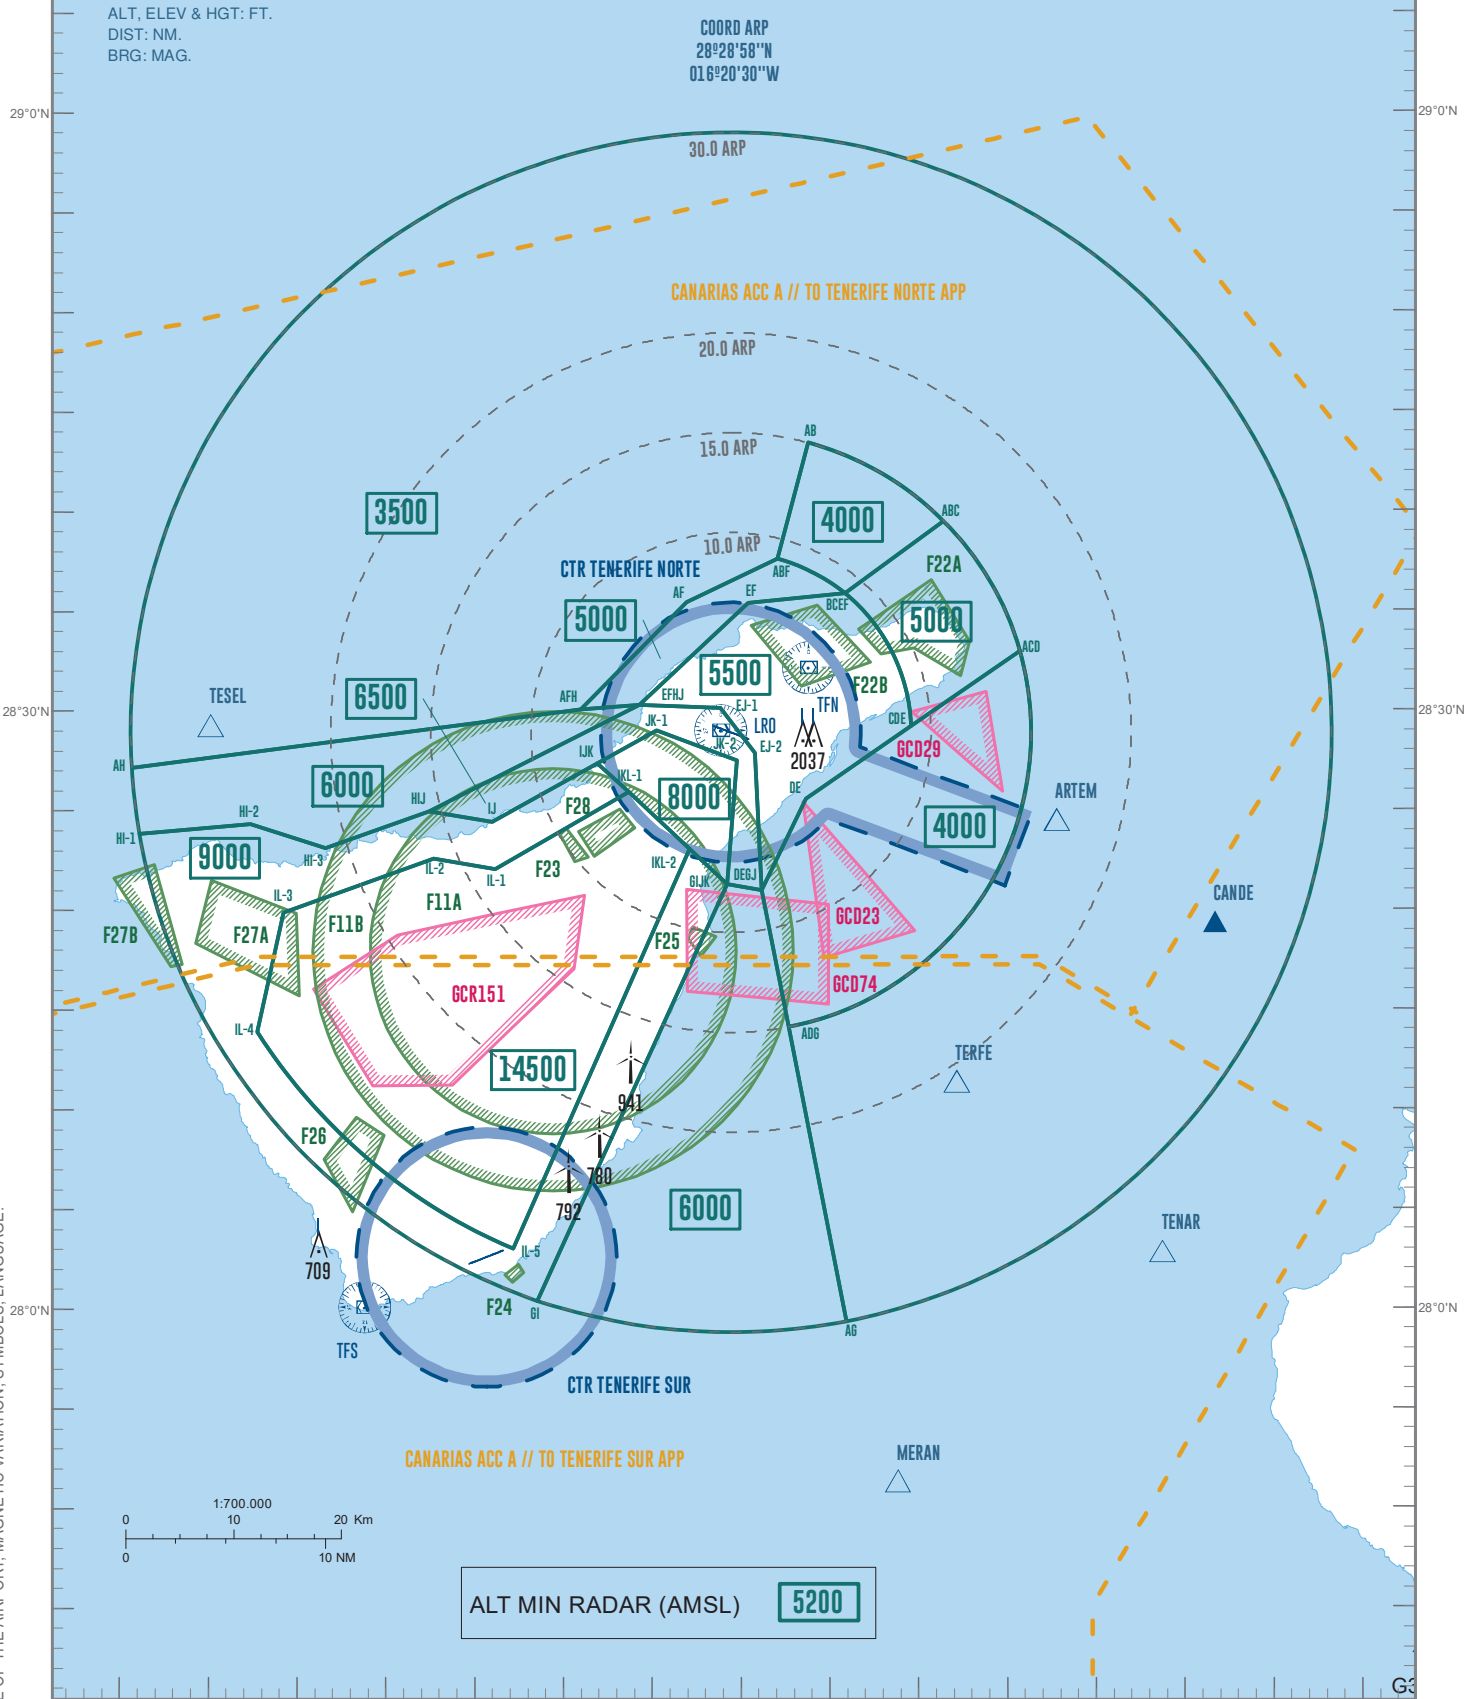 ALT, ELEV & HGT: FT.
DIST: NM.
BRG: MAG.
COORD ARP
28º28'58''N
016º20'30''W
29°0'N
29°0'N
30.0 ARP
CANARIAS ACC A // TO TENERIFE NORTE APP
20.0 ARP
AB
15.0 ARP
3500
4000
ABC
10.0 ARP
CTR TENERIFE NORTE
ABF
F22A
AF
EF
BCEF
5000
5000
ACD
5500
F22B
TESEL
6500
AFH
EFHJ
EJ-1
TFN
28°30'N
28°30'N
JK-1
LRO
CDE
JK-2
EJ-2
GCD29
IJK
2037
AH
IKL-1
6000
8000
DE
ARTEM
HIJ
IJ
F28
HI-2
4000
HI-1
9000
HI-3
IL-2
IL-1
F23
IKL-2
GIJK
DEGJ
IL-3
CANDE
F11A
F11B
GCD23
F27B
F27A
F25
GCR151
GCD74
IL-4
ADG
14500
TERFE
941
F26
780
792
6000
TENAR
IL-5
709
F24
GI
28°0'N
28°0'N
AG
TFS
CTR TENERIFE SUR
CANARIAS ACC A // TO TENERIFE SUR APP
MERAN
1:700.000
0 10 20 Km
0 10 NM
ALT MIN RADAR (AMSL) 5200